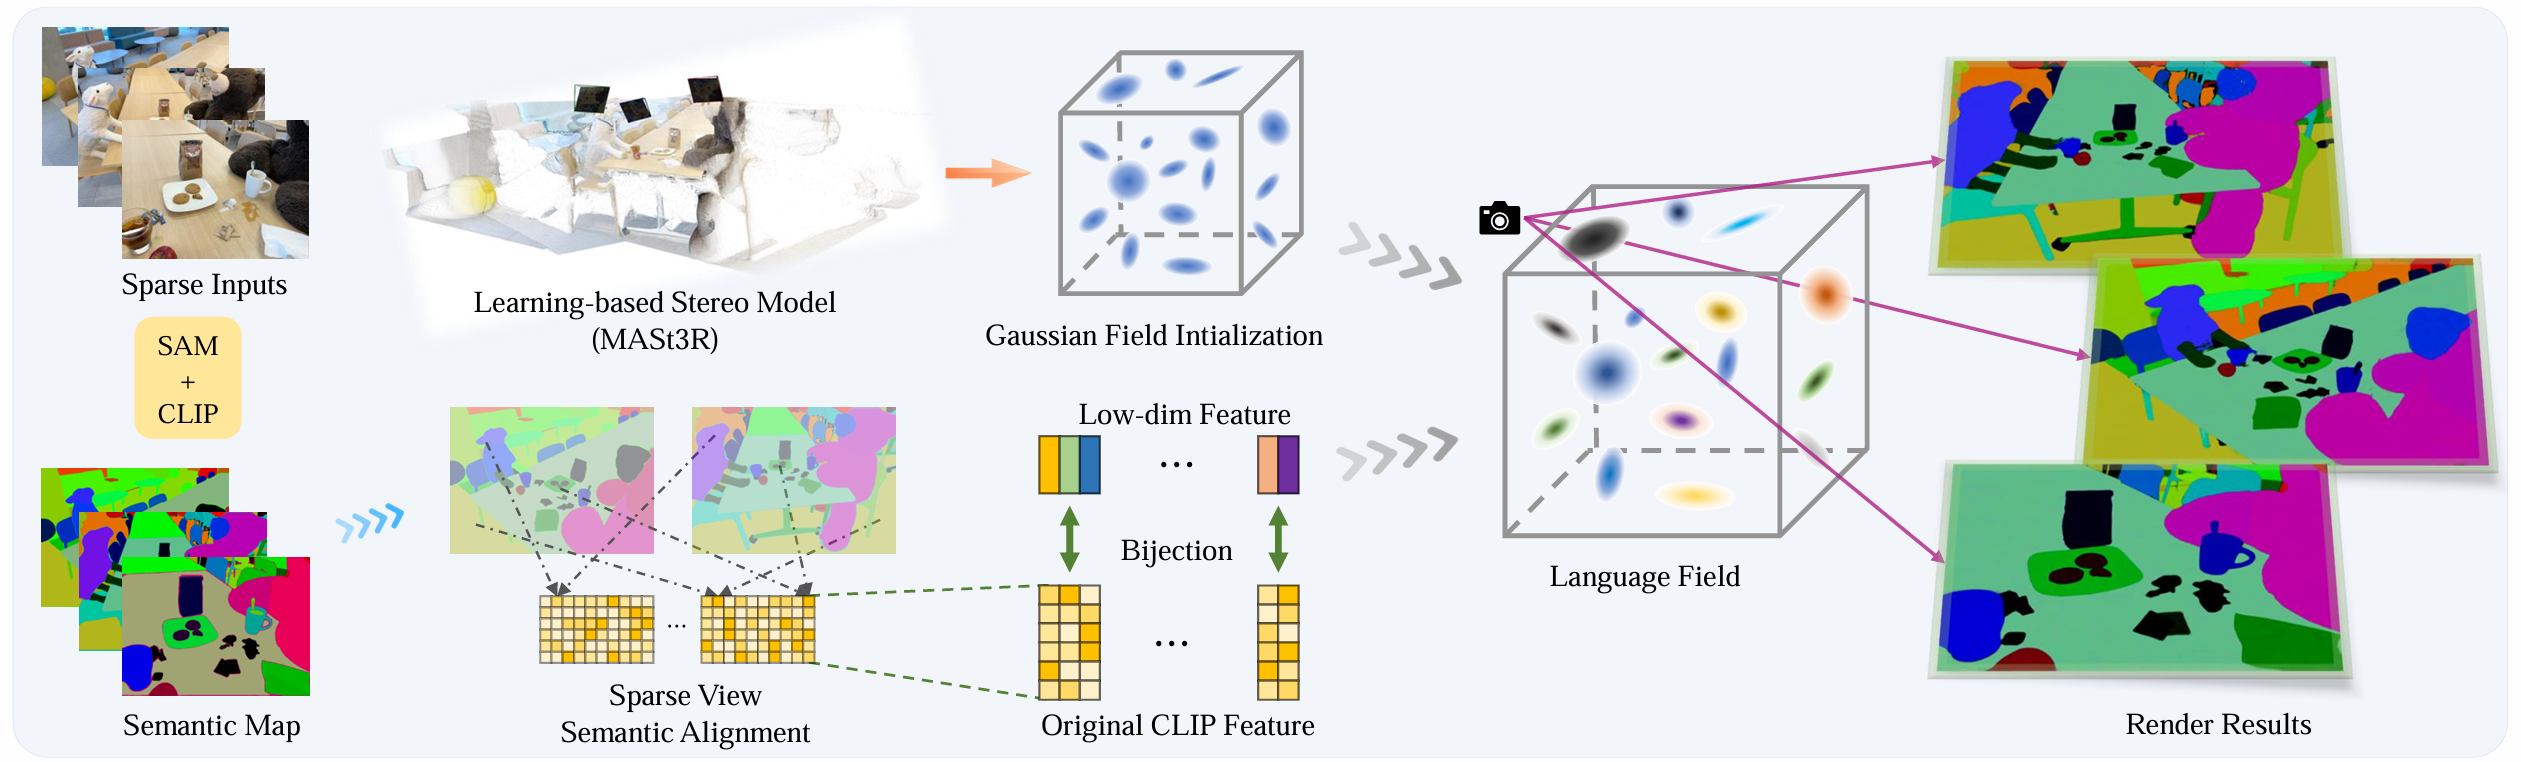 Sparse Inputs
SAM
+
CLIP
Semantic Map
Learning-based Stereo Model
(MASt3R)
Gaussian Field Intialization
Sparse View
Semantic Alignment
Low-dim Feature
...
Bijection
...
...
Original CLIP Feature
Language Field
Render Results